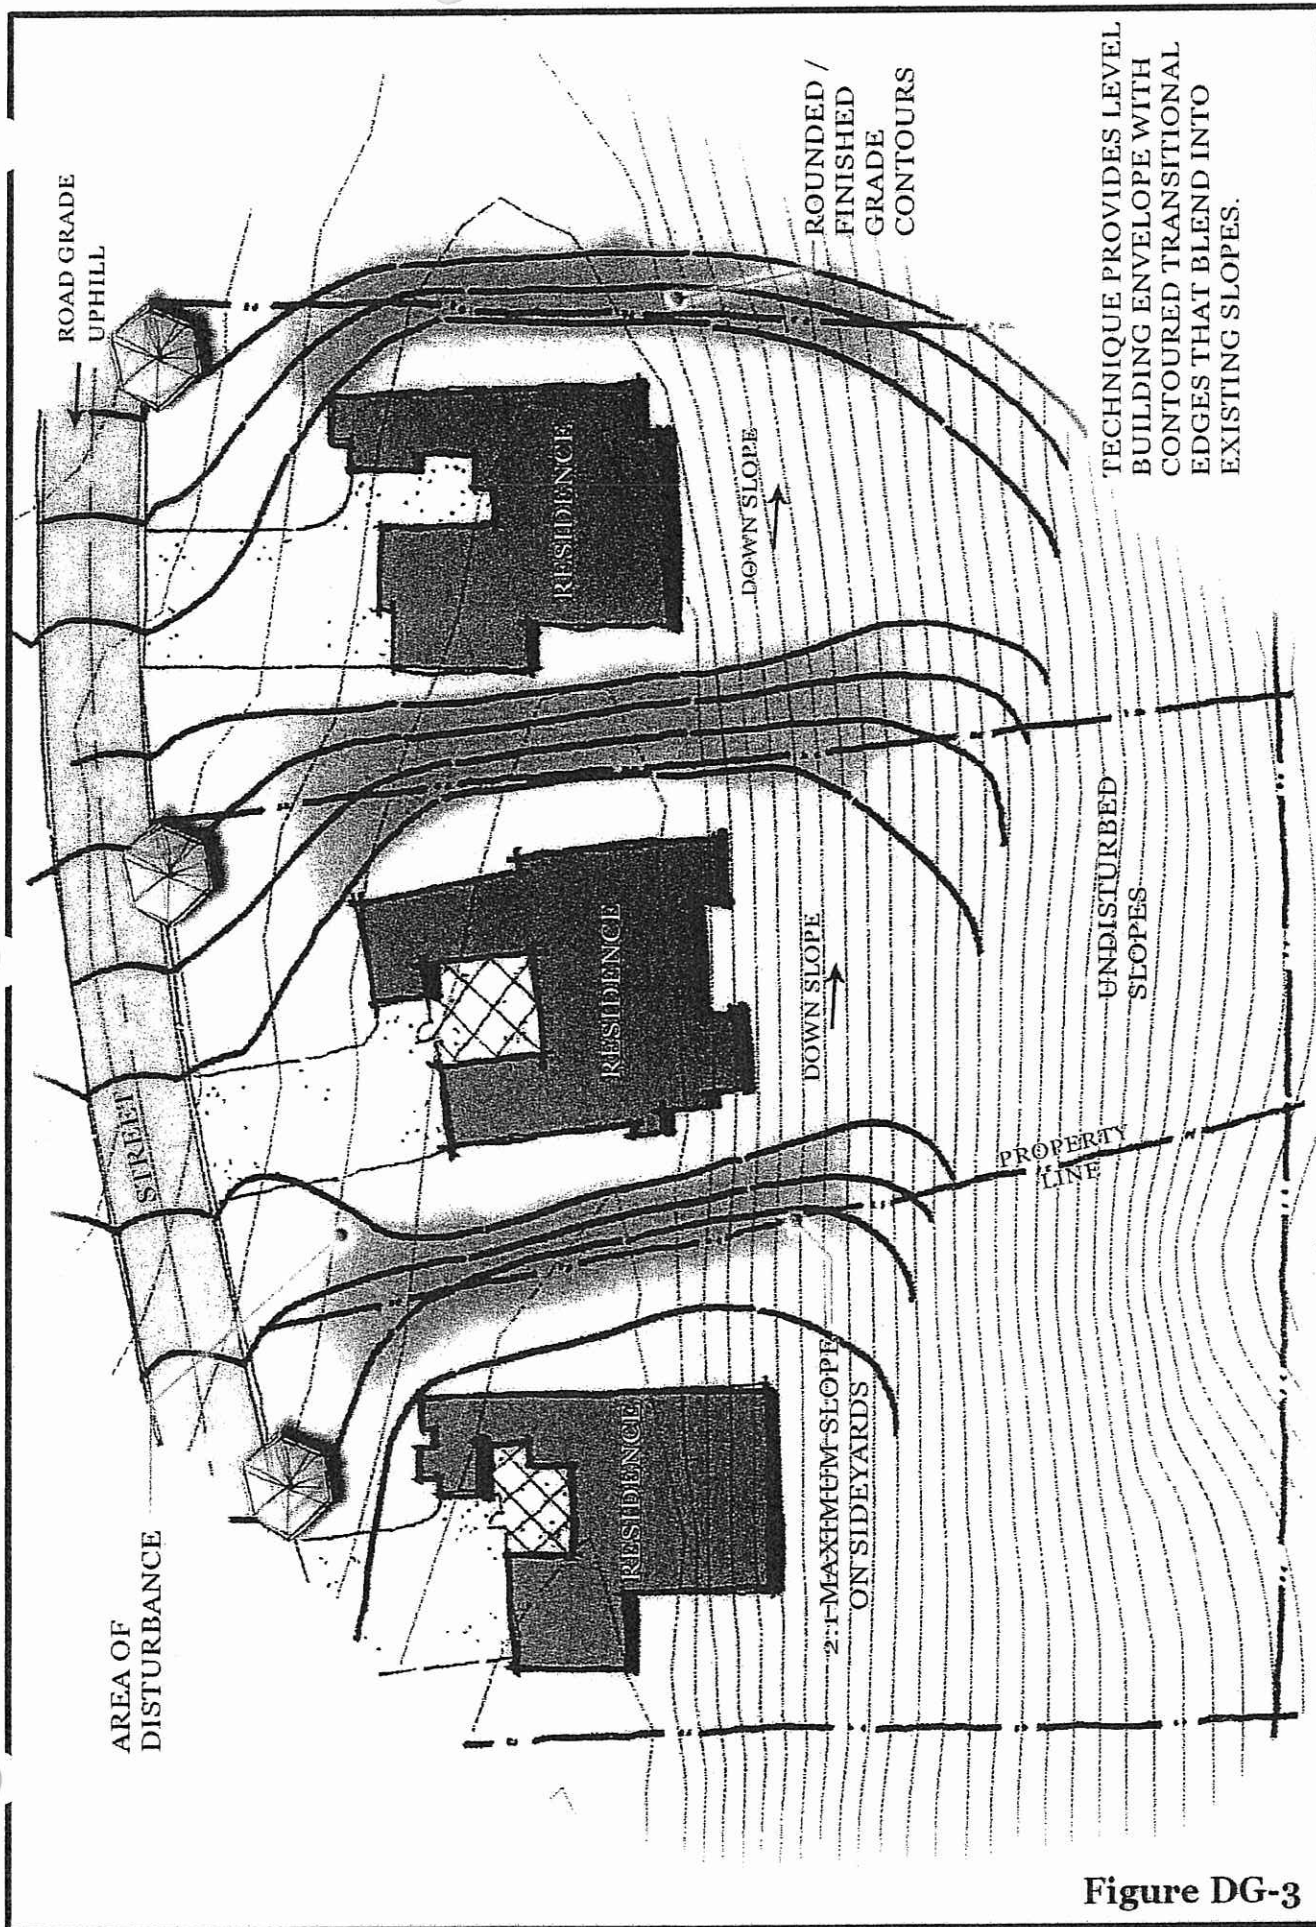 ROAD GRADE
UPHILL
ROUNDED /
FINISHED
GRADE
CONTOURS
TECHNIQUE PROVIDES LEVEL
BUILDING ENVELOPE WITH
CONTOURED TRANSITIONAL
EDGES THAT BLEND INTO
EXISTING SLOPES.
RESIDENCE
DOWN SLOPE
STREET
RESIDENCE
DOWN SLOPE
UNDISTURBED
SLOPES
PROPERTY
LINE
AREA OF
DISTURBANCE
RESIDENCE
2:1 MAXIMUM SLOPE
ON SIDEYARDS
Figure DG-3